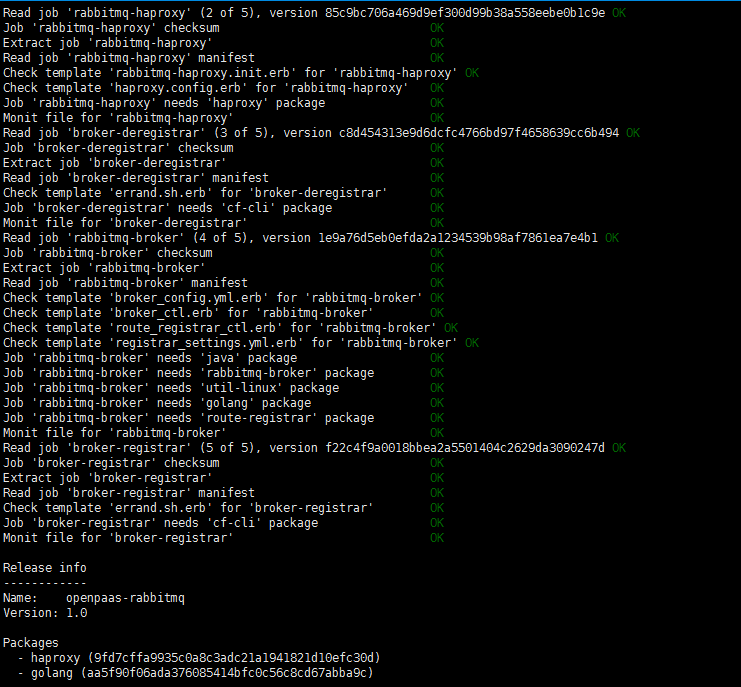 Read job 'rabbitmq-haproxy' (2 of 5), version 85c9bc706a469d9ef300d99b38a558eebe0b1c9e OK
Job 'rabbitmq-haproxy' checksum OK
Extract job 'rabbitmq-haproxy' OK
Read job 'rabbitmq-haproxy' manifest OK
Check template 'rabbitmq-haproxy.init.erb' for 'rabbitmq-haproxy' OK
Check template 'haproxy.config.erb' for 'rabbitmq-haproxy' OK
Job 'rabbitmq-haproxy' needs 'haproxy' package OK
Monit file for 'rabbitmq-haproxy' OK
Read job 'broker-deregistrar' (3 of 5), version c8d454313e9d6dcfc4766bd97f4658639cc6b494 OK
Job 'broker-deregistrar' checksum OK
Extract job 'broker-deregistrar' OK
Read job 'broker-deregistrar' manifest OK
Check template 'errand.sh.erb' for 'broker-deregistrar' OK
Job 'broker-deregistrar' needs 'cf-cli' package OK
Monit file for 'broker-deregistrar' OK
Read job 'rabbitmq-broker' (4 of 5), version 1e9a76d5eb0efda2a1234539b98af7861ea7e4b1 OK
Job 'rabbitmq-broker' checksum OK
Extract job 'rabbitmq-broker' OK
Read job 'rabbitmq-broker' manifest OK
Check template 'broker_config.yml.erb' for 'rabbitmq-broker' OK
Check template 'broker_ctl.erb' for 'rabbitmq-broker' OK
Check template 'route_registrar_ctl.erb' for 'rabbitmq-broker' OK
Check template 'registrar_settings.yml.erb' for 'rabbitmq-broker' OK
Job 'rabbitmq-broker' needs 'java' package OK
Job 'rabbitmq-broker' needs 'rabbitmq-broker' package OK
Job 'rabbitmq-broker' needs 'util-linux' package OK
Job 'rabbitmq-broker' needs 'golang' package OK
Job 'rabbitmq-broker' needs 'route-registrar' package OK
Monit file for 'rabbitmq-broker' OK
Read job 'broker-registrar' (5 of 5), version f22c4f9a0018bbea2a5501404c2629da3090247d OK
Job 'broker-registrar' checksum OK
Extract job 'broker-registrar' OK
Read job 'broker-registrar' manifest OK
Check template 'errand.sh.erb' for 'broker-registrar' OK
Job 'broker-registrar' needs 'cf-cli' package OK
Monit file for 'broker-registrar' OK
Release info
------------
Name: openpaas-rabbitmq
Version: 1.0
Packages
- haproxy (9fd7cffa9935c0a8c3adc21a1941821d10efc30d)
- golang (aa5f90f06ada376085414bfc0c56c8cd67abba9c)